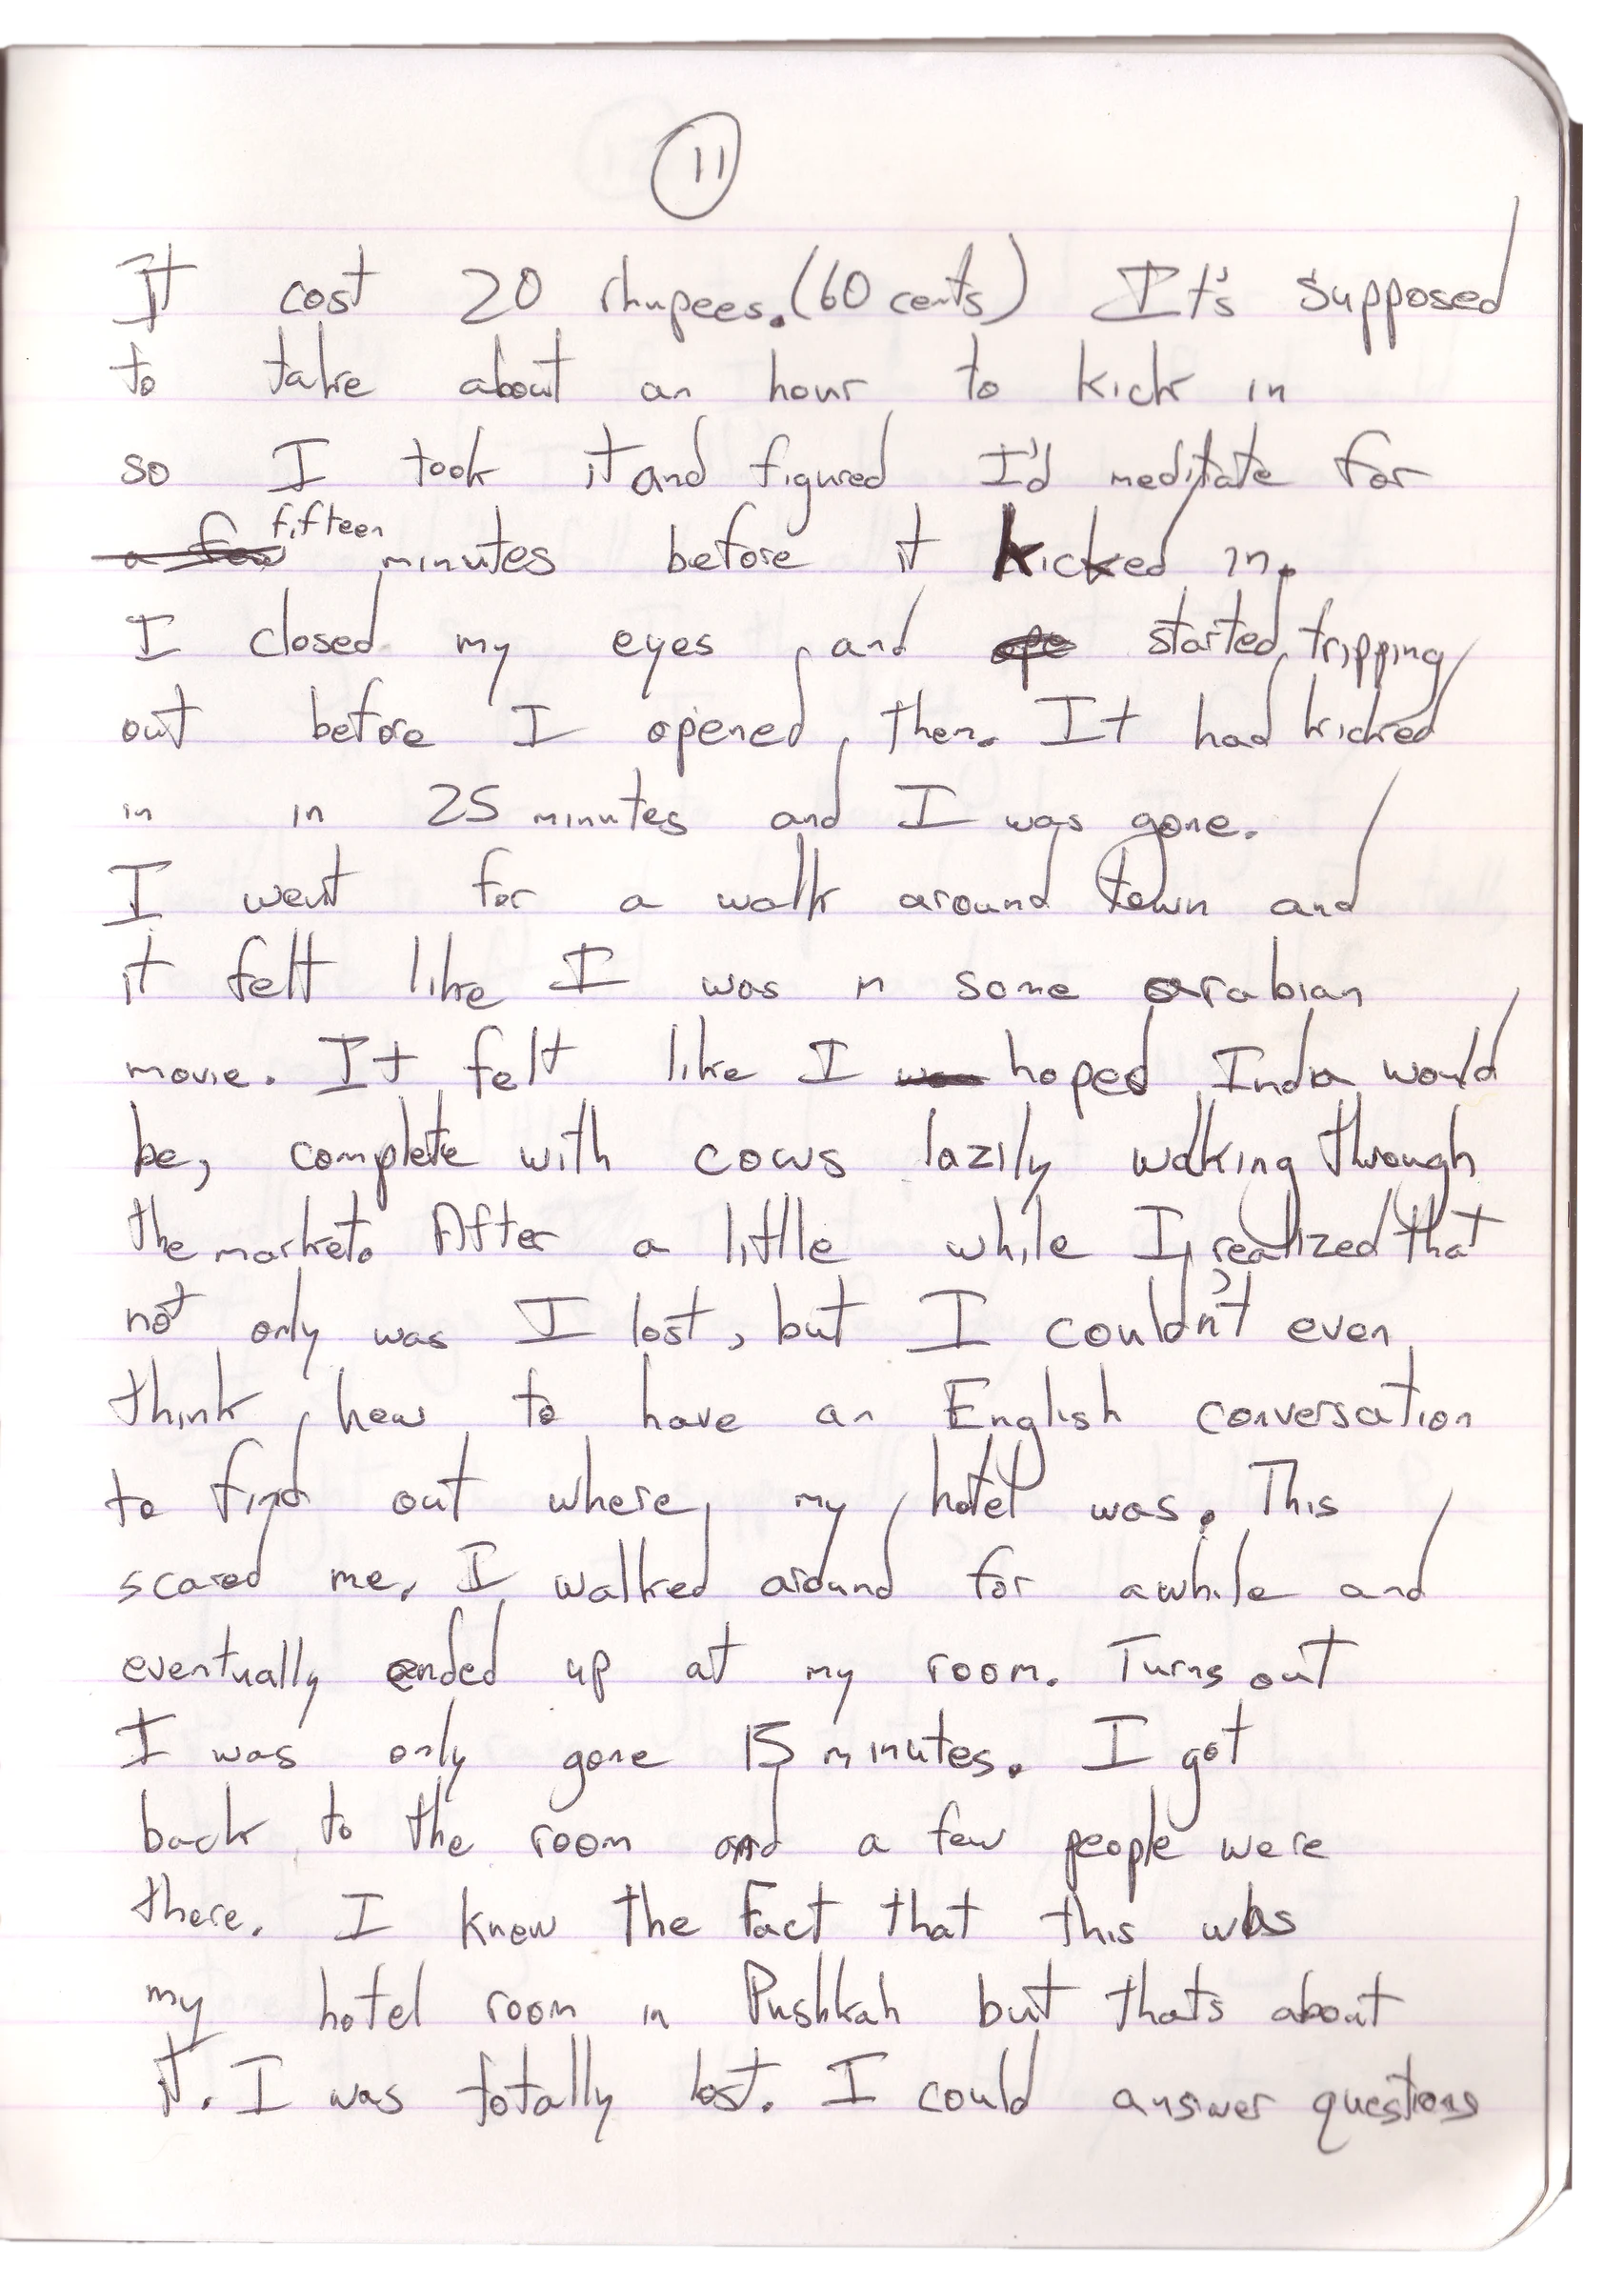 11
It cost 20 rhupees. (60 cents) It's supposed
to take about an hour to kick in
so I took it and figured I'd meditate for
a few fifteen minutes before it kicked in.
I closed my eyes and ope started tripping
out before I opened them. It had kicked
in in 25 minutes and I was gone.
I went for a walk around town and
it felt like I was in some arabian
movie. It felt like I was hoped India would
be, complete with cows lazily walking through
the market. After a little while I realized that
not only was I lost, but I couldn't even
think how to have an English conversation
to find out where my hotel was. This
scared me. I walked around for awhile and
eventually ended up at my room. Turns out
I was only gone 15 minutes. I got
back to the room and a few people were
there. I knew the fact that this was
my hotel room in Pushkah but thats about
it. I was totally lost. I could answer questions